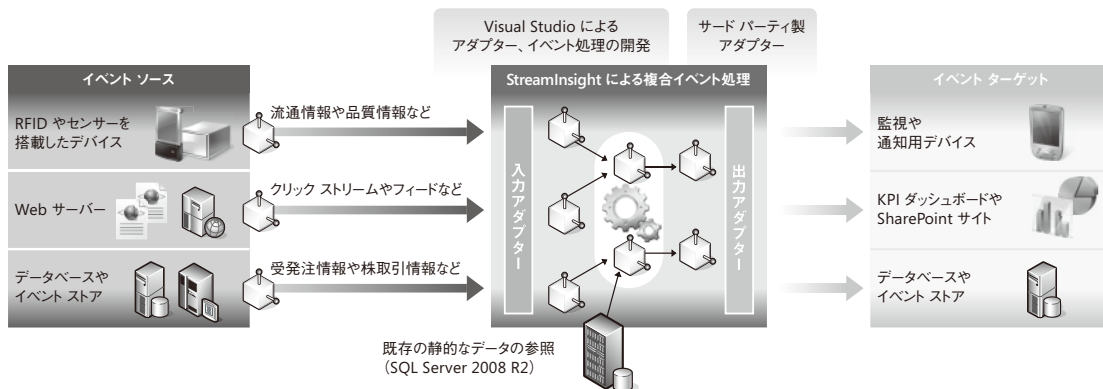 Visual Studio による
アダプター、イベント処理の開発
サード パーティ製
アダプター
イベント ソース
RFID やセンサーを
搭載したデバイス
Web サーバー
データベースや
イベント ストア
流通情報や品質情報など
クリック ストリームやフィードなど
受発注情報や株取引情報など
StreamInsight による複合イベント処理
入力アダプター
出力アダプター
既存の静的なデータの参照
（SQL Server 2008 R2）
イベント ターゲット
監視や
通知用デバイス
KPI ダッシュボードや
SharePoint サイト
データベースや
イベント ストア